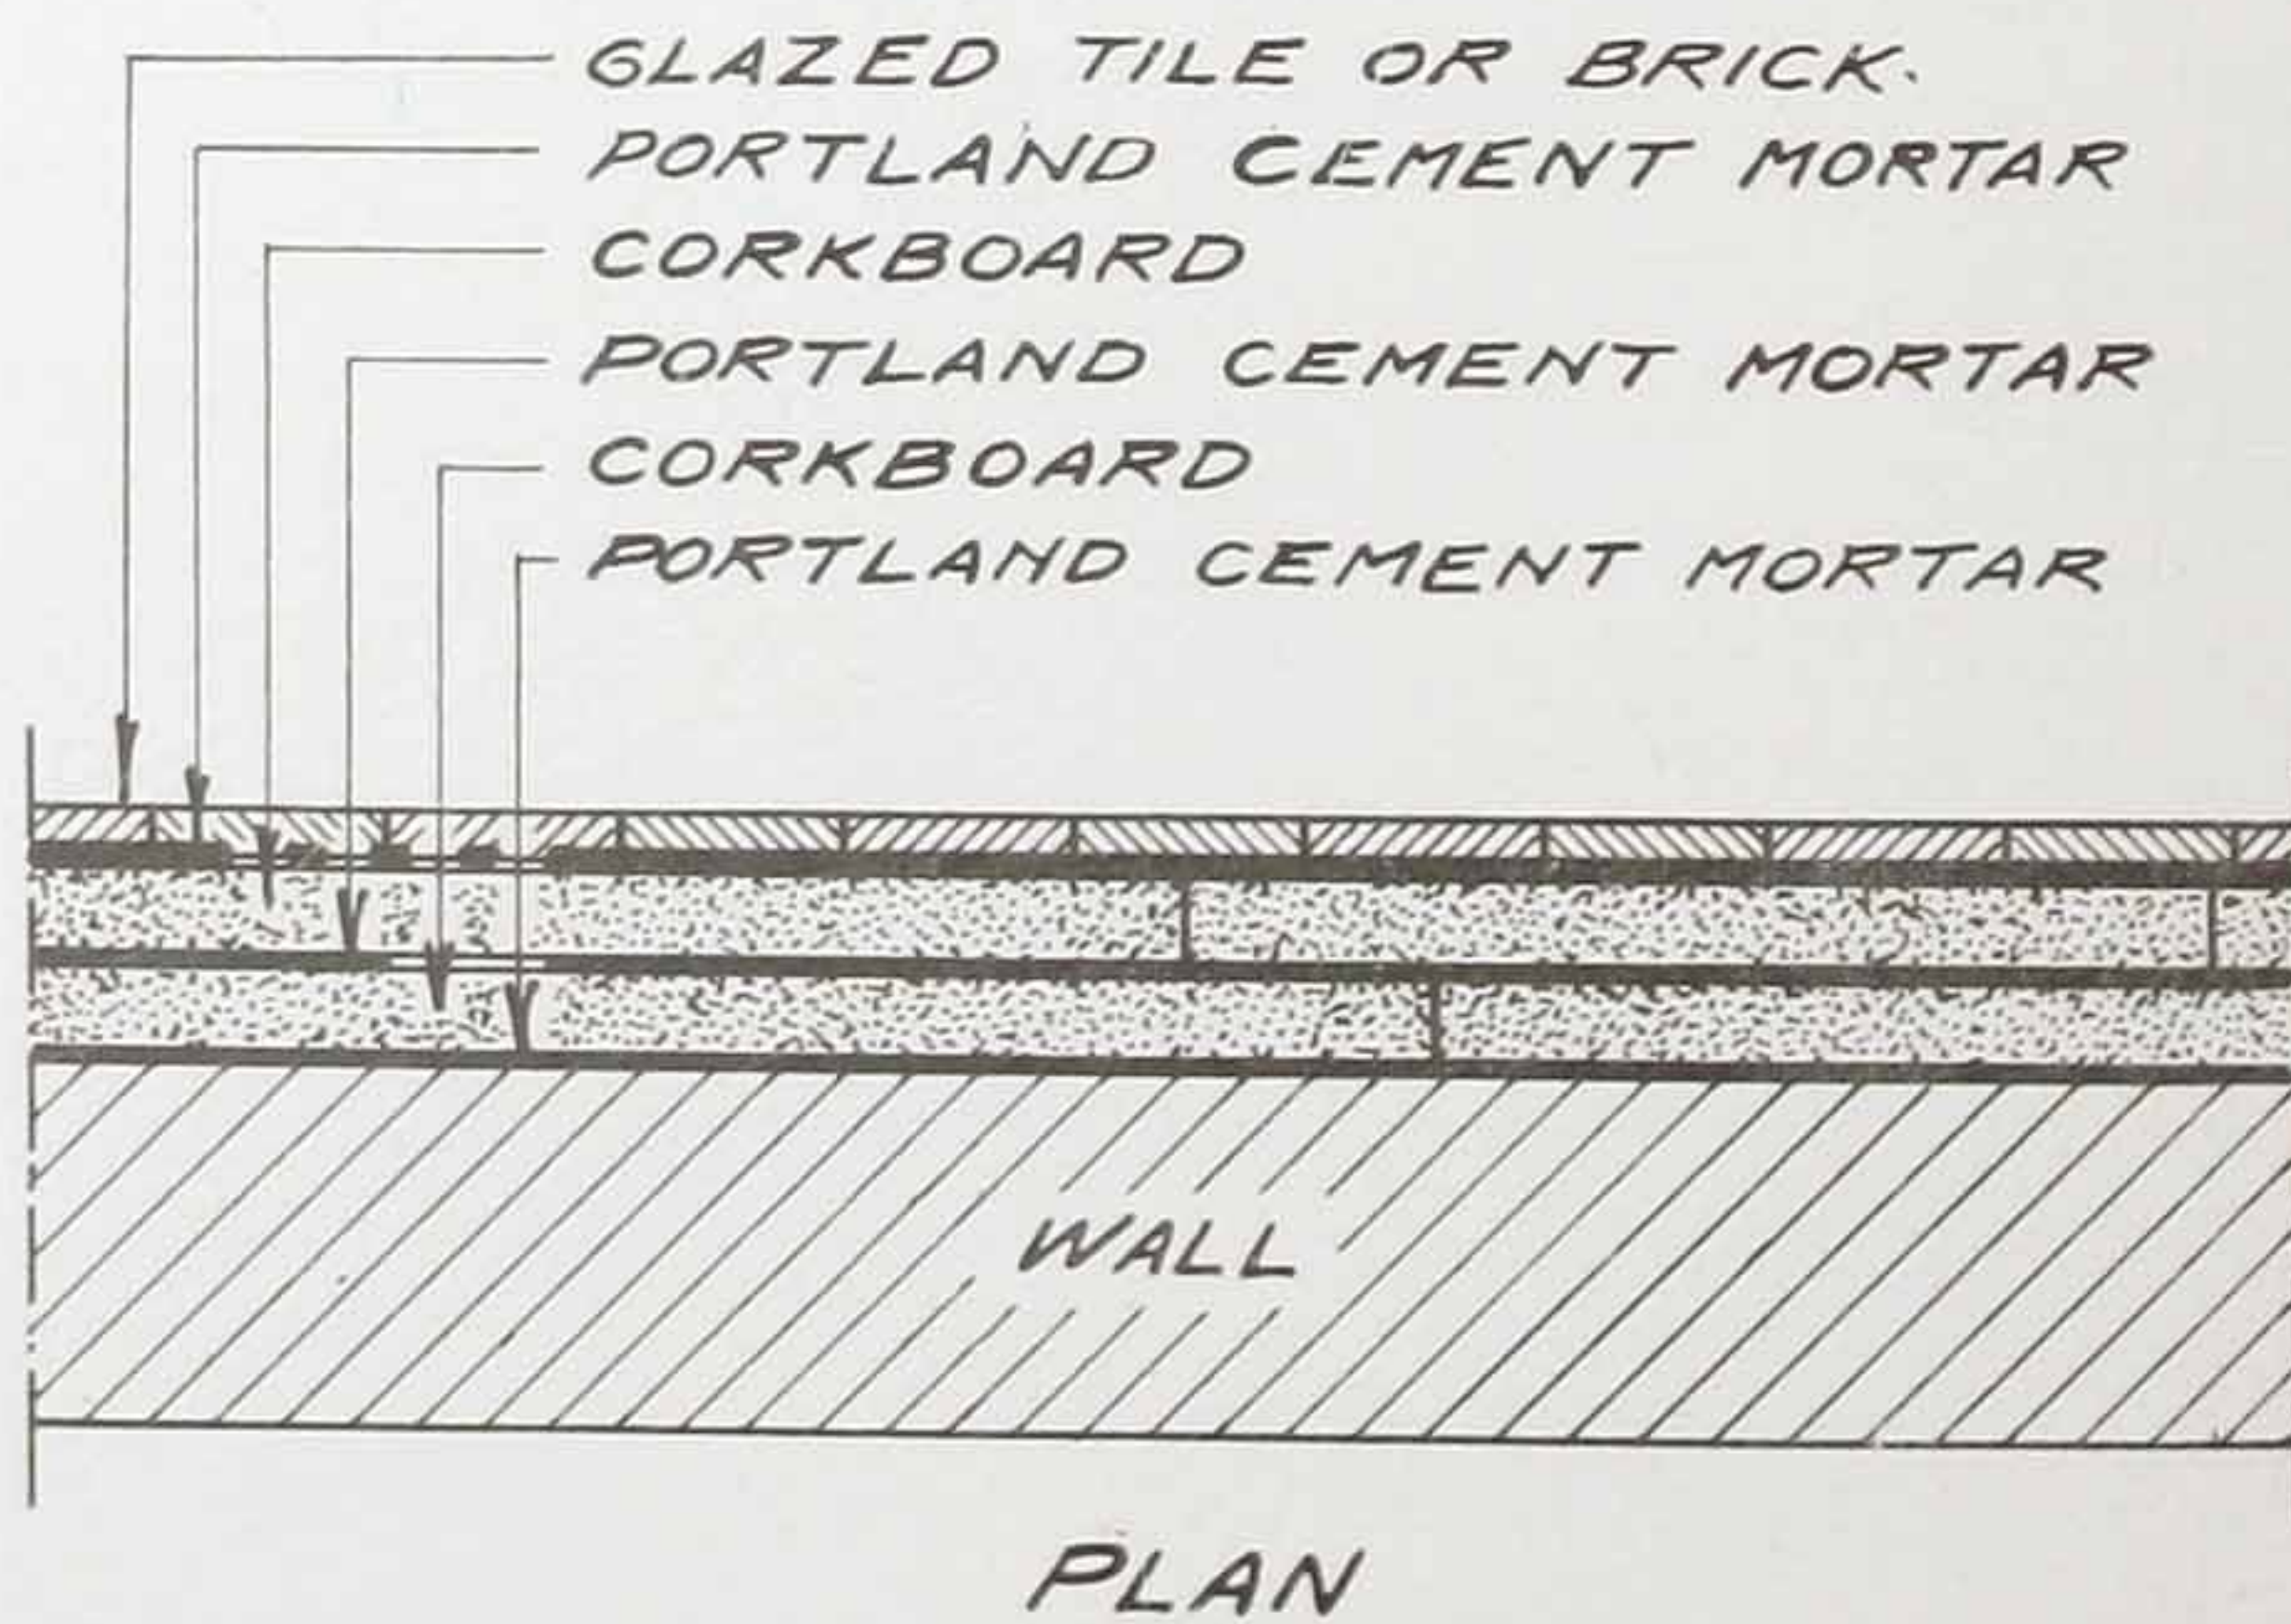 GLAZED TILE OR BRICK.
PORTLAND CEMENT MORTAR
CORKBOARD
PORTLAND CEMENT MORTAR
CORKBOARD
PORTLAND CEMENT MORTAR
WALL
PLAN